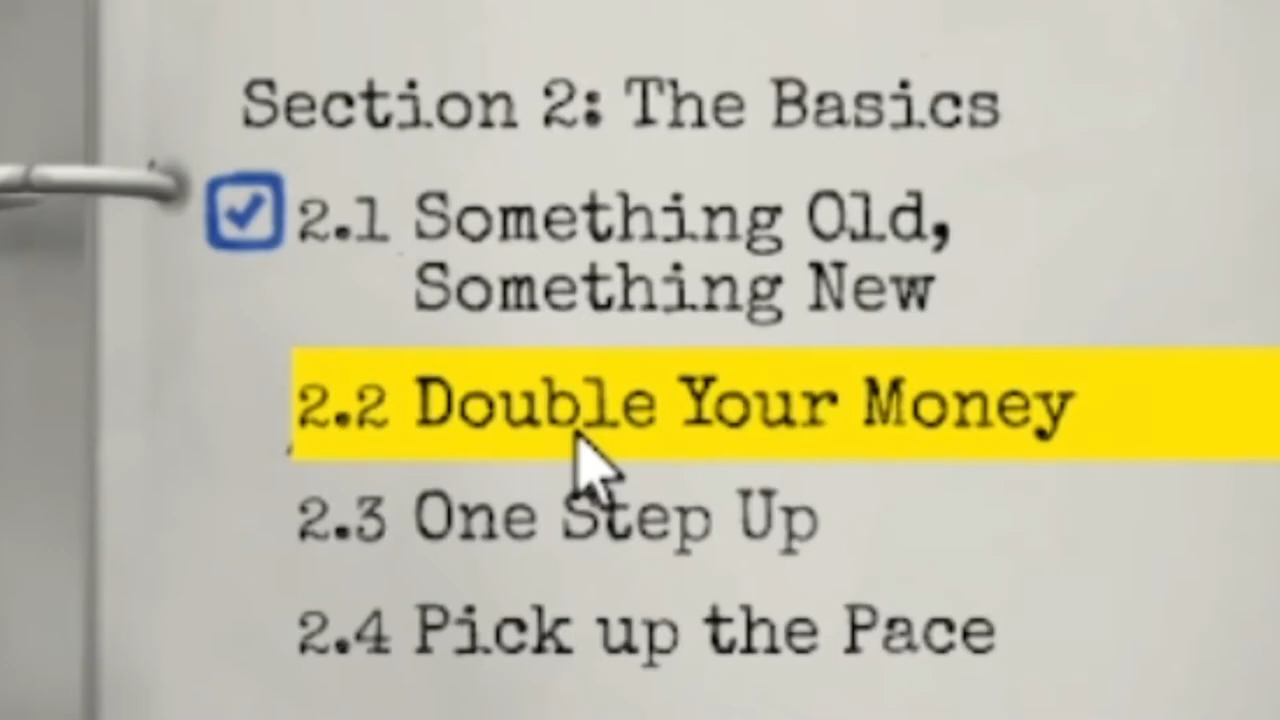 Section 2: The Basics
2.1 Something Old,
Something New
2.2 Double Your Money
2.3 One Step Up
2.4 Pick up the Pace